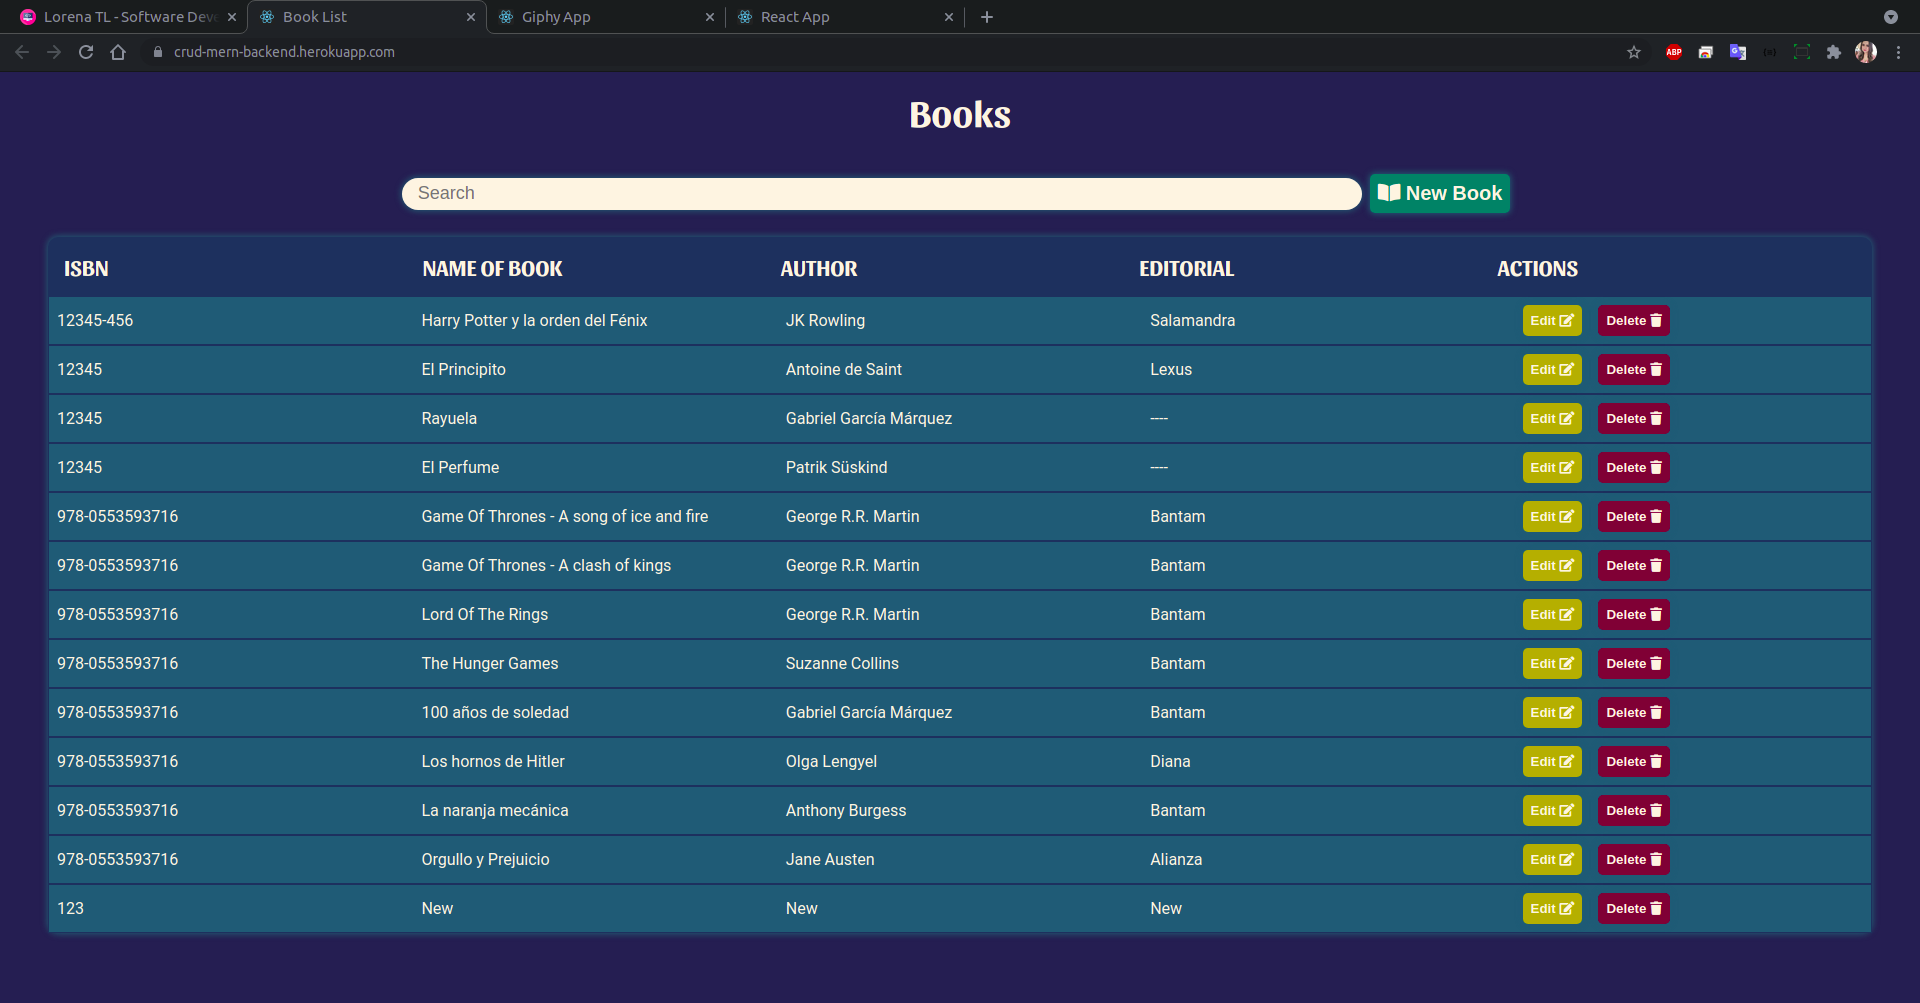 Lorena TL - Software Deve
Book List
Giphy App
React App
crud-mern-backend.herokuapp.com
ABP
Books
Search
New Book
ISBN NAME OF BOOK AUTHOR EDITORIAL ACTIONS
12345-456 Harry Potter y la orden del Fénix JK Rowling Salamandra Edit Delete
12345 El Principito Antoine de Saint Lexus Edit Delete
12345 Rayuela Gabriel García Márquez ---- Edit Delete
12345 El Perfume Patrik Süskind ---- Edit Delete
978-0553593716 Game Of Thrones - A song of ice and fire George R.R. Martin Bantam Edit Delete
978-0553593716 Game Of Thrones - A clash of kings George R.R. Martin Bantam Edit Delete
978-0553593716 Lord Of The Rings George R.R. Martin Bantam Edit Delete
978-0553593716 The Hunger Games Suzanne Collins Bantam Edit Delete
978-0553593716 100 años de soledad Gabriel García Márquez Bantam Edit Delete
978-0553593716 Los hornos de Hitler Olga Lengyel Diana Edit Delete
978-0553593716 La naranja mecánica Anthony Burgess Bantam Edit Delete
978-0553593716 Orgullo y Prejuicio Jane Austen Alianza Edit Delete
123 New New New Edit Delete